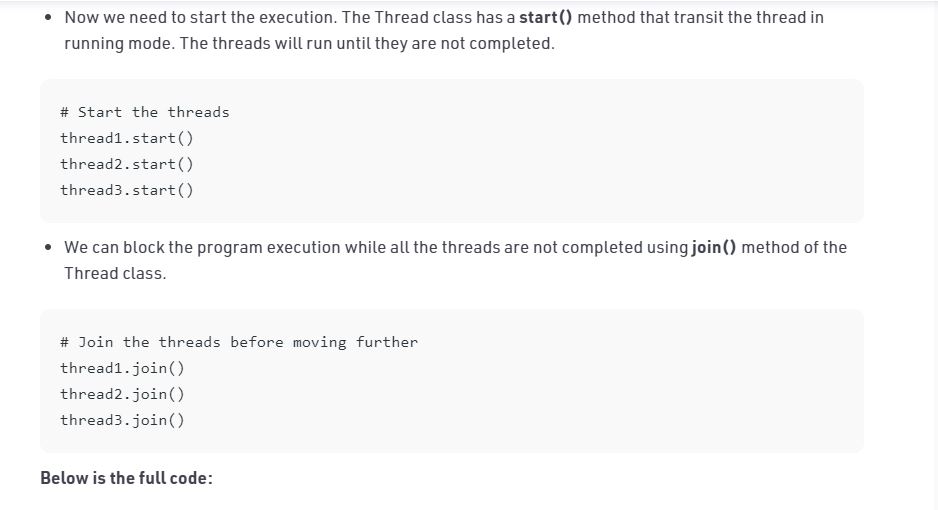 • Now we need to start the execution. The Thread class has a start() method that transit the thread in
running mode. The threads will run until they are not completed.
# Start the threads
thread1.start()
thread2.start()
thread3.start()
• We can block the program execution while all the threads are not completed using join() method of the
Thread class.
# Join the threads before moving further
thread1.join()
thread2.join()
thread3.join()
Below is the full code: